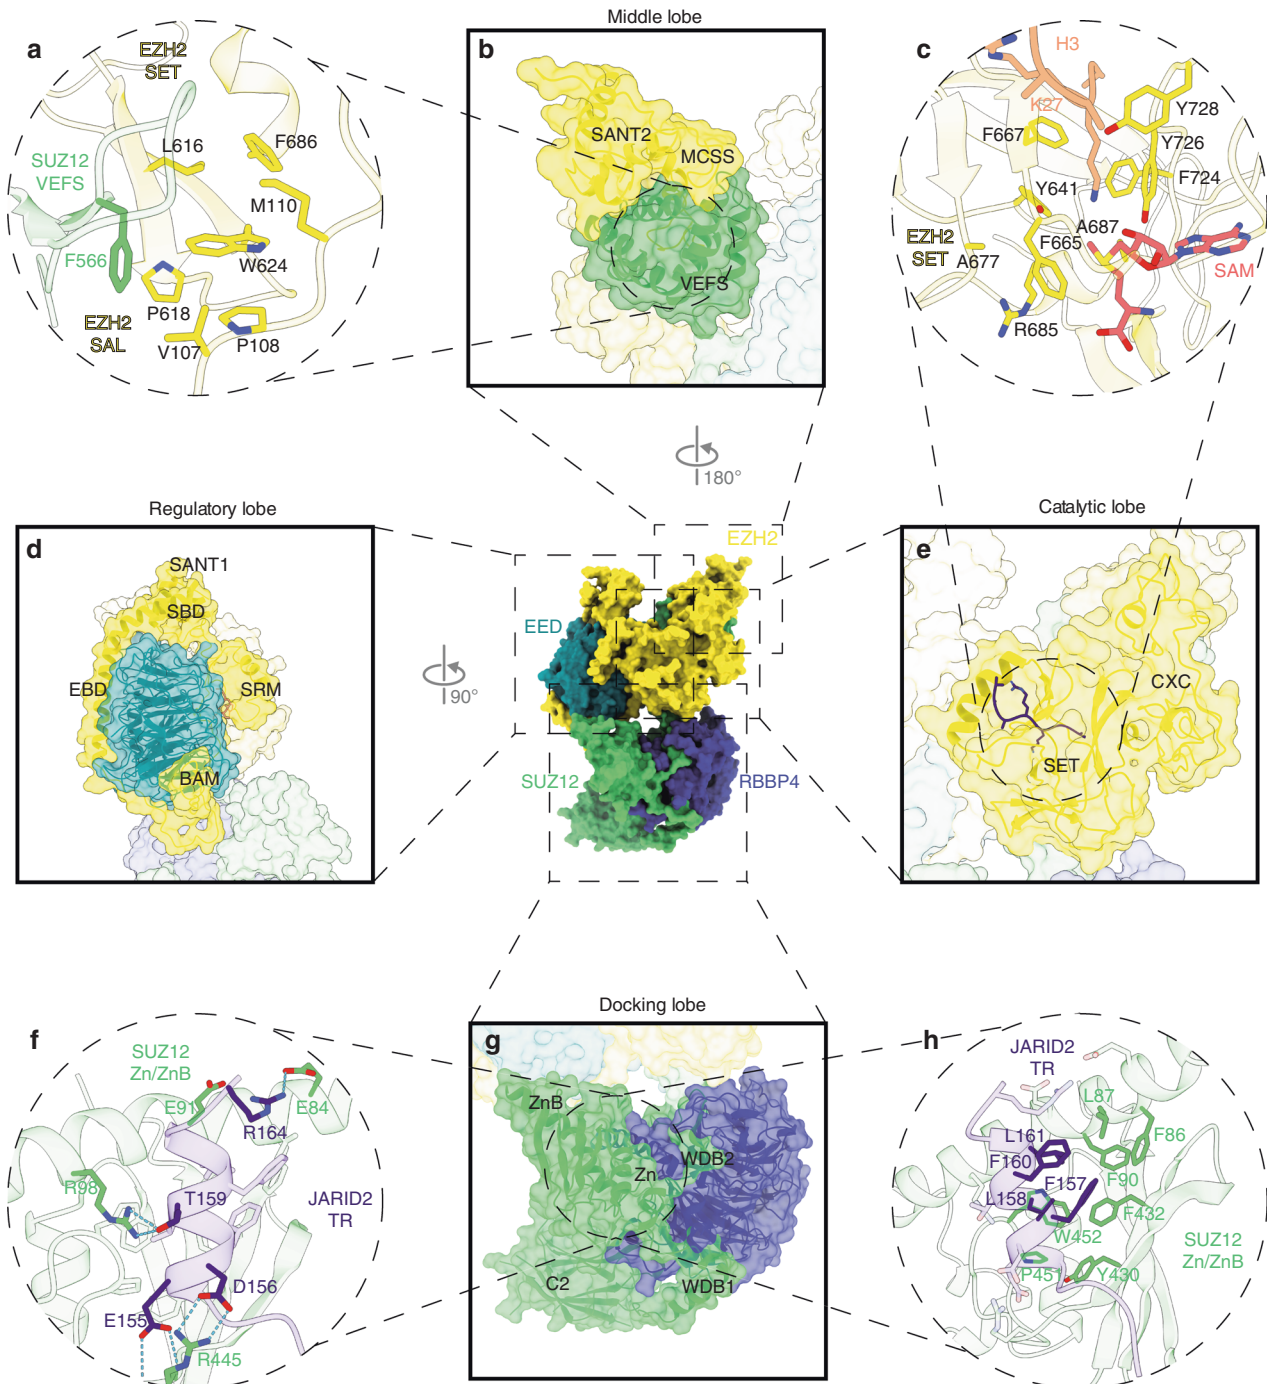 Middle lobe
a
EZH2
SET
L616
F686
SUZ12
VEFS
M110
F566
W624
P618
EZH2
SAL
V107
P108
b
SANT2
MCSS
VEFS
c
H3
K27
Y728
F667
Y726
F724
Y641
A687
EZH2
SET
F665
A677
SAM
R685
180°
Regulatory lobe
d
SANT1
SBD
EBD
SRM
BAM
90°
EZH2
EED
SUZ12
RBBP4
Catalytic lobe
e
CXC
SET
Docking lobe
f
SUZ12
Zn/ZnB
E91
E84
R164
R98
T159
JARID2
TR
D156
E155
R445
g
ZnB
WDB2
Zn
C2
WDB1
h
JARID2
TR
L87
L161
F86
F160
F90
F157
L158
F432
W452
SUZ12
Zn/ZnB
P451
Y430